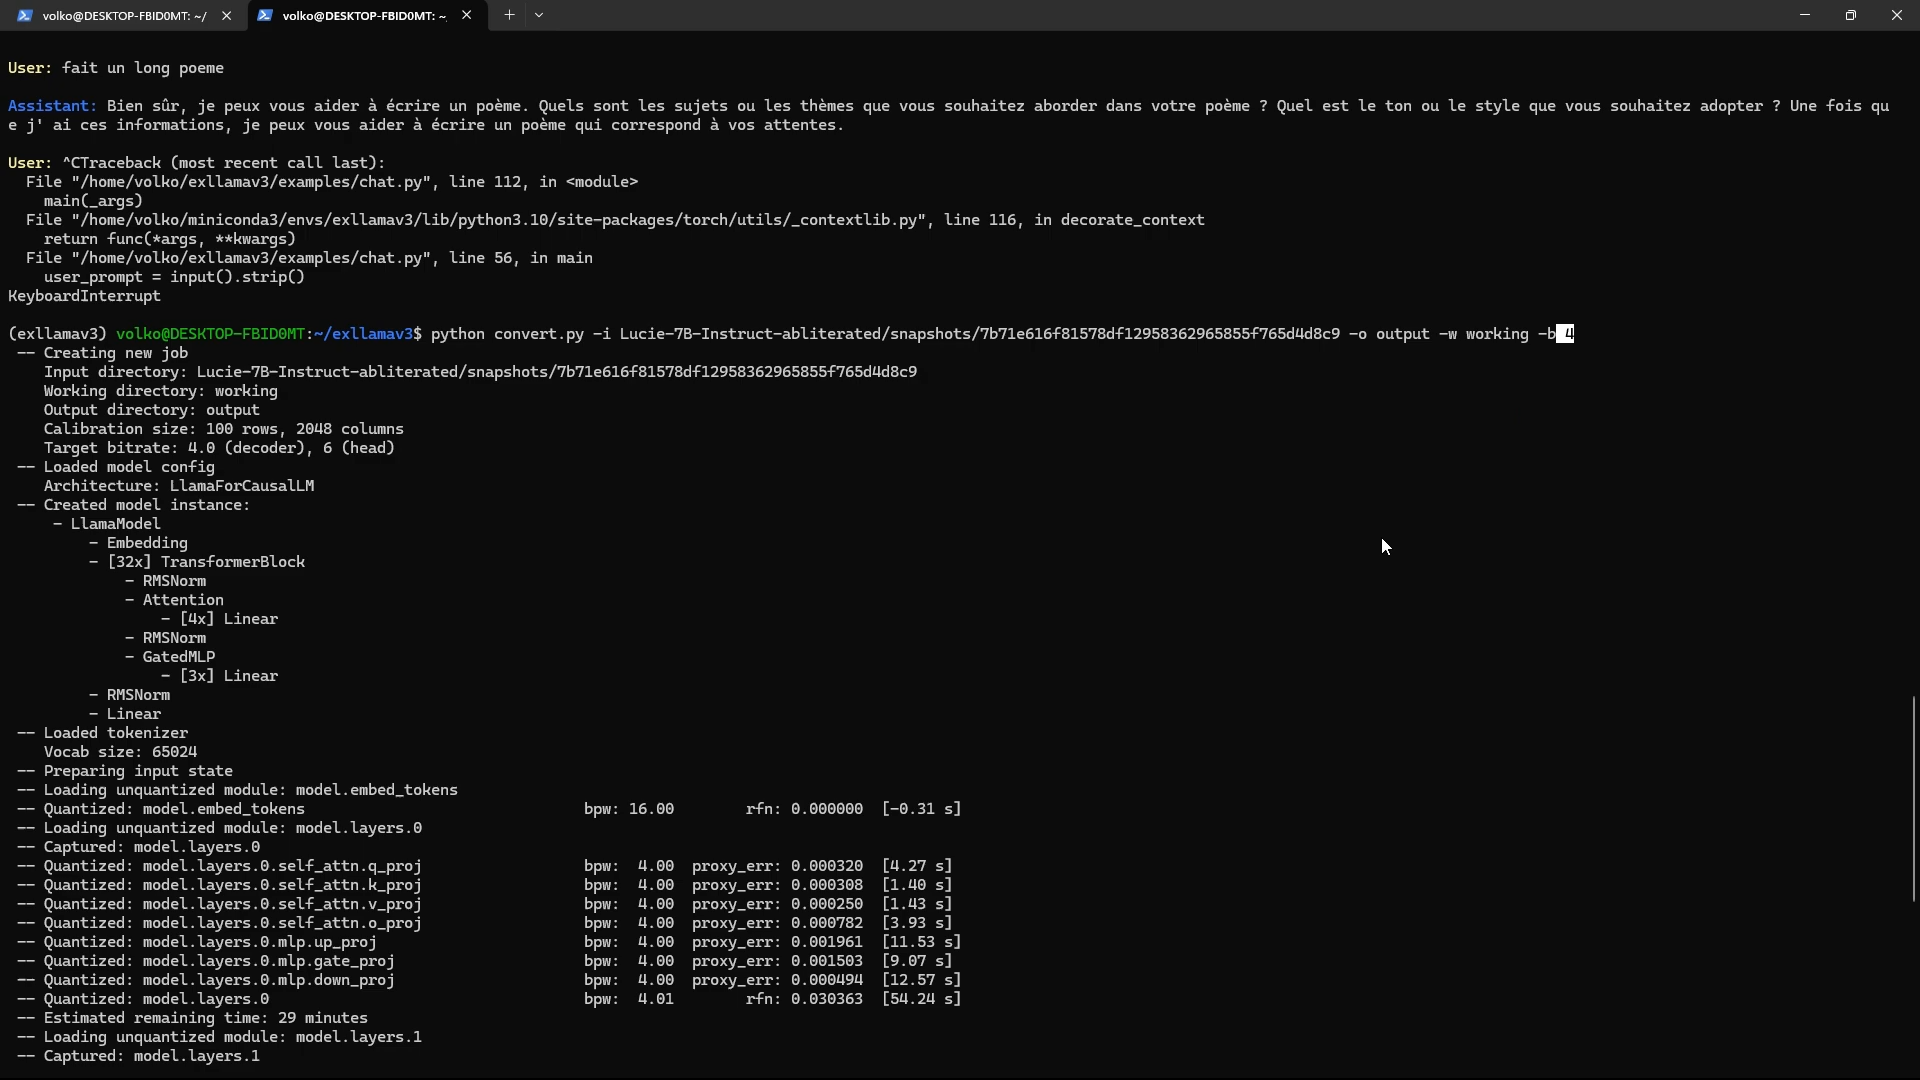 volko@DESKTOP-FBID0MT: ~/
volko@DESKTOP-FBID0MT: ~
User: fait un long poeme
Assistant: Bien sûr, je peux vous aider à écrire un poème. Quels sont les sujets ou les thèmes que vous souhaitez aborder dans votre poème ? Quel est le ton ou le style que vous souhaitez adopter ? Une fois qu
e j' ai ces informations, je peux vous aider à écrire un poème qui correspond à vos attentes.
User: ^CTraceback (most recent call last):
File "/home/volko/exllamav3/examples/chat.py", line 112, in <module>
main(_args)
File "/home/volko/miniconda3/envs/exllamav3/lib/python3.10/site-packages/torch/utils/_contextlib.py", line 116, in decorate_context
return func(*args, **kwargs)
File "/home/volko/exllamav3/examples/chat.py", line 56, in main
user_prompt = input().strip()
KeyboardInterrupt
(exllamav3) volko@DESKTOP-FBID0MT:~/exllamav3$ python convert.py -i Lucie-7B-Instruct-abliterated/snapshots/7b71e616f81578df12958362965855f765d4d8c9 -o output -w working -b 4
-- Creating new job
Input directory: Lucie-7B-Instruct-abliterated/snapshots/7b71e616f81578df12958362965855f765d4d8c9
Working directory: working
Output directory: output
Calibration size: 100 rows, 2048 columns
Target bitrate: 4.0 (decoder), 6 (head)
-- Loaded model config
Architecture: LlamaForCausalLM
-- Created model instance:
- LlamaModel
- Embedding
- [32x] TransformerBlock
- RMSNorm
- Attention
- [4x] Linear
- RMSNorm
- GatedMLP
- [3x] Linear
- RMSNorm
- Linear
-- Loaded tokenizer
Vocab size: 65024
-- Preparing input state
-- Loading unquantized module: model.embed_tokens
-- Quantized: model.embed_tokens bpw: 16.00 rfn: 0.000000 [-0.31 s]
-- Loading unquantized module: model.layers.0
-- Captured: model.layers.0
-- Quantized: model.layers.0.self_attn.q_proj bpw: 4.00 proxy_err: 0.000320 [4.27 s]
-- Quantized: model.layers.0.self_attn.k_proj bpw: 4.00 proxy_err: 0.000308 [1.40 s]
-- Quantized: model.layers.0.self_attn.v_proj bpw: 4.00 proxy_err: 0.000250 [1.43 s]
-- Quantized: model.layers.0.self_attn.o_proj bpw: 4.00 proxy_err: 0.000782 [3.93 s]
-- Quantized: model.layers.0.mlp.up_proj bpw: 4.00 proxy_err: 0.001961 [11.53 s]
-- Quantized: model.layers.0.mlp.gate_proj bpw: 4.00 proxy_err: 0.001503 [9.07 s]
-- Quantized: model.layers.0.mlp.down_proj bpw: 4.00 proxy_err: 0.000494 [12.57 s]
-- Quantized: model.layers.0 bpw: 4.01 rfn: 0.030363 [54.24 s]
-- Estimated remaining time: 29 minutes
-- Loading unquantized module: model.layers.1
-- Captured: model.layers.1